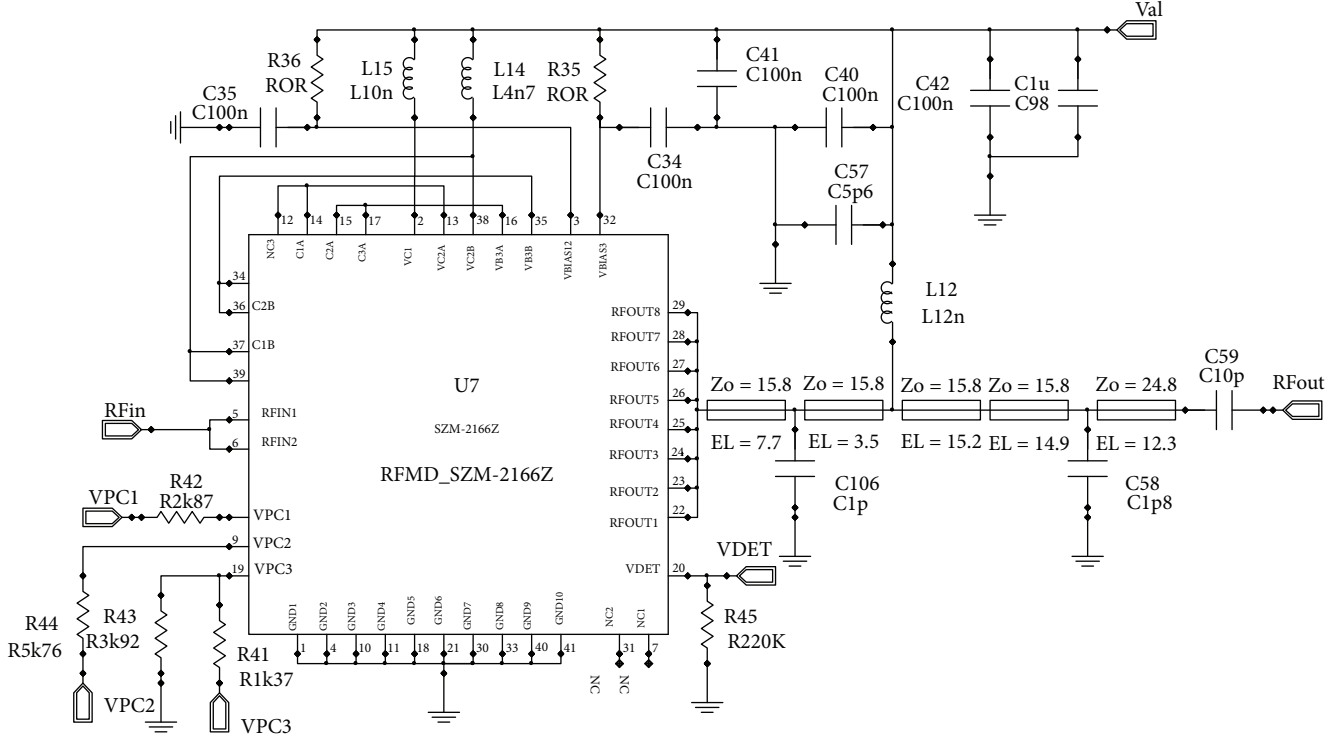 Val
R36
ROR
L15
L10n
L14
L4n7
R35
ROR
C41
C100n
C40
C100n
C42
C100n
C1u
C98
C35
C100n
C34
C100n
C57
C5p6
12
14
15
17
2
13
38
16
35
3
32
NC3
C1A
C2A
C3A
VC1
VC2A
VC2B
VB3A
VB3B
VBIAS12
VBIAS3
34
36
C2B
37
C1B
39
RFin
5
RFIN1
6
RFIN2
U7
SZM-2166Z
RFMD_SZM-2166Z
RFOUT8
29
RFOUT7
28
RFOUT6
27
RFOUT5
26
RFOUT4
25
RFOUT3
24
RFOUT2
23
RFOUT1
22
L12
L12n
Zo = 15.8
Zo = 15.8
Zo = 15.8
Zo = 15.8
Zo = 24.8
EL = 7.7
EL = 3.5
EL = 15.2
EL = 14.9
EL = 12.3
C59
C10p
RFout
C106
C1p
C58
C1p8
R42
R2k87
VPC1
VPC1
9
VPC2
19
VPC3
VDET
20
VDET
R45
R220K
R44
R5k76
R43
R3k92
R41
R1k37
VPC2
VPC3
GND1
GND2
GND3
GND4
GND5
GND6
GND7
GND8
GND9
GND10
NC2
NC1
1
4
10
11
18
21
30
33
40
41
31
7
NC
NC